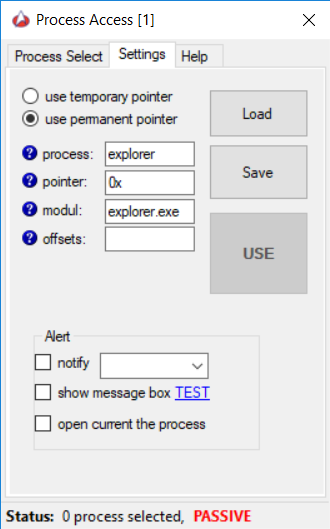 Process Access [1]
Process Select Settings Help
use temporary pointer
use permanent pointer
Load
process: explorer
pointer: 0x
Save
modul: explorer.exe
offsets:
USE
Alert
notify
show message box TEST
open current the process
Status: 0 process selected, PASSIVE